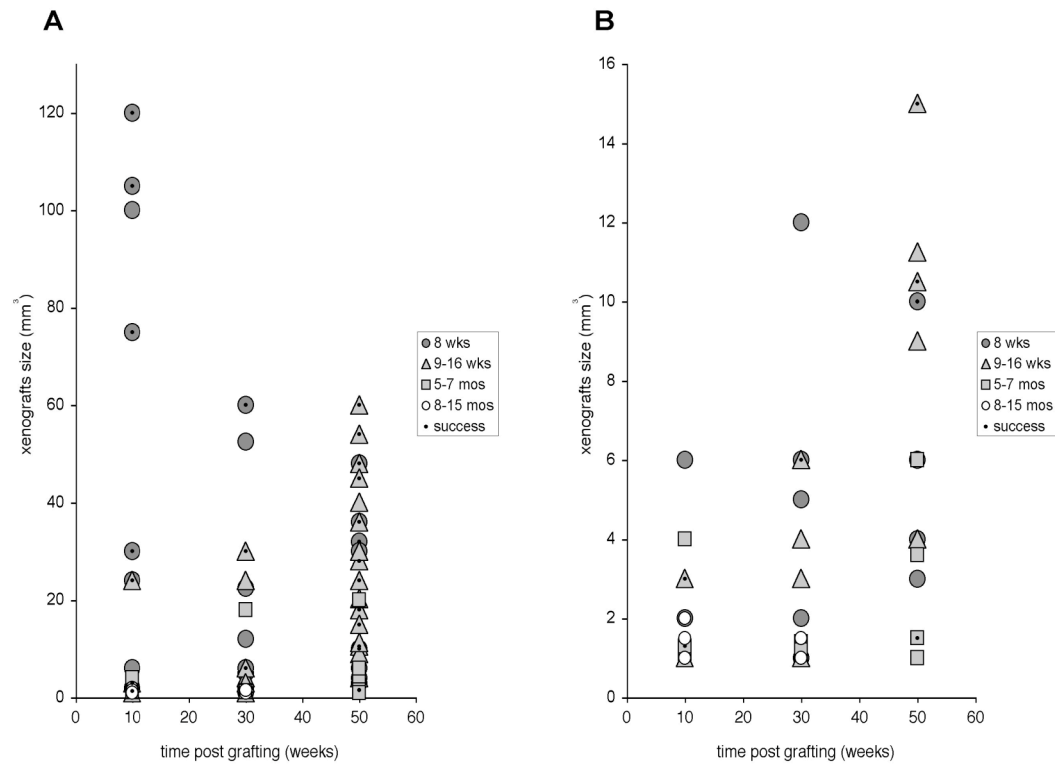 A
120
100
80
60
40
20
0
xenografts size (mm³)
0 10 20 30 40 50 60
time post grafting (weeks)
8 wks
9-16 wks
5-7 mos
8-15 mos
success
B
16
14
12
10
8
6
4
2
0
xenografts size (mm³)
0 10 20 30 40 50 60
time post grafting (weeks)
8 wks
9-16 wks
5-7 mos
8-15 mos
success